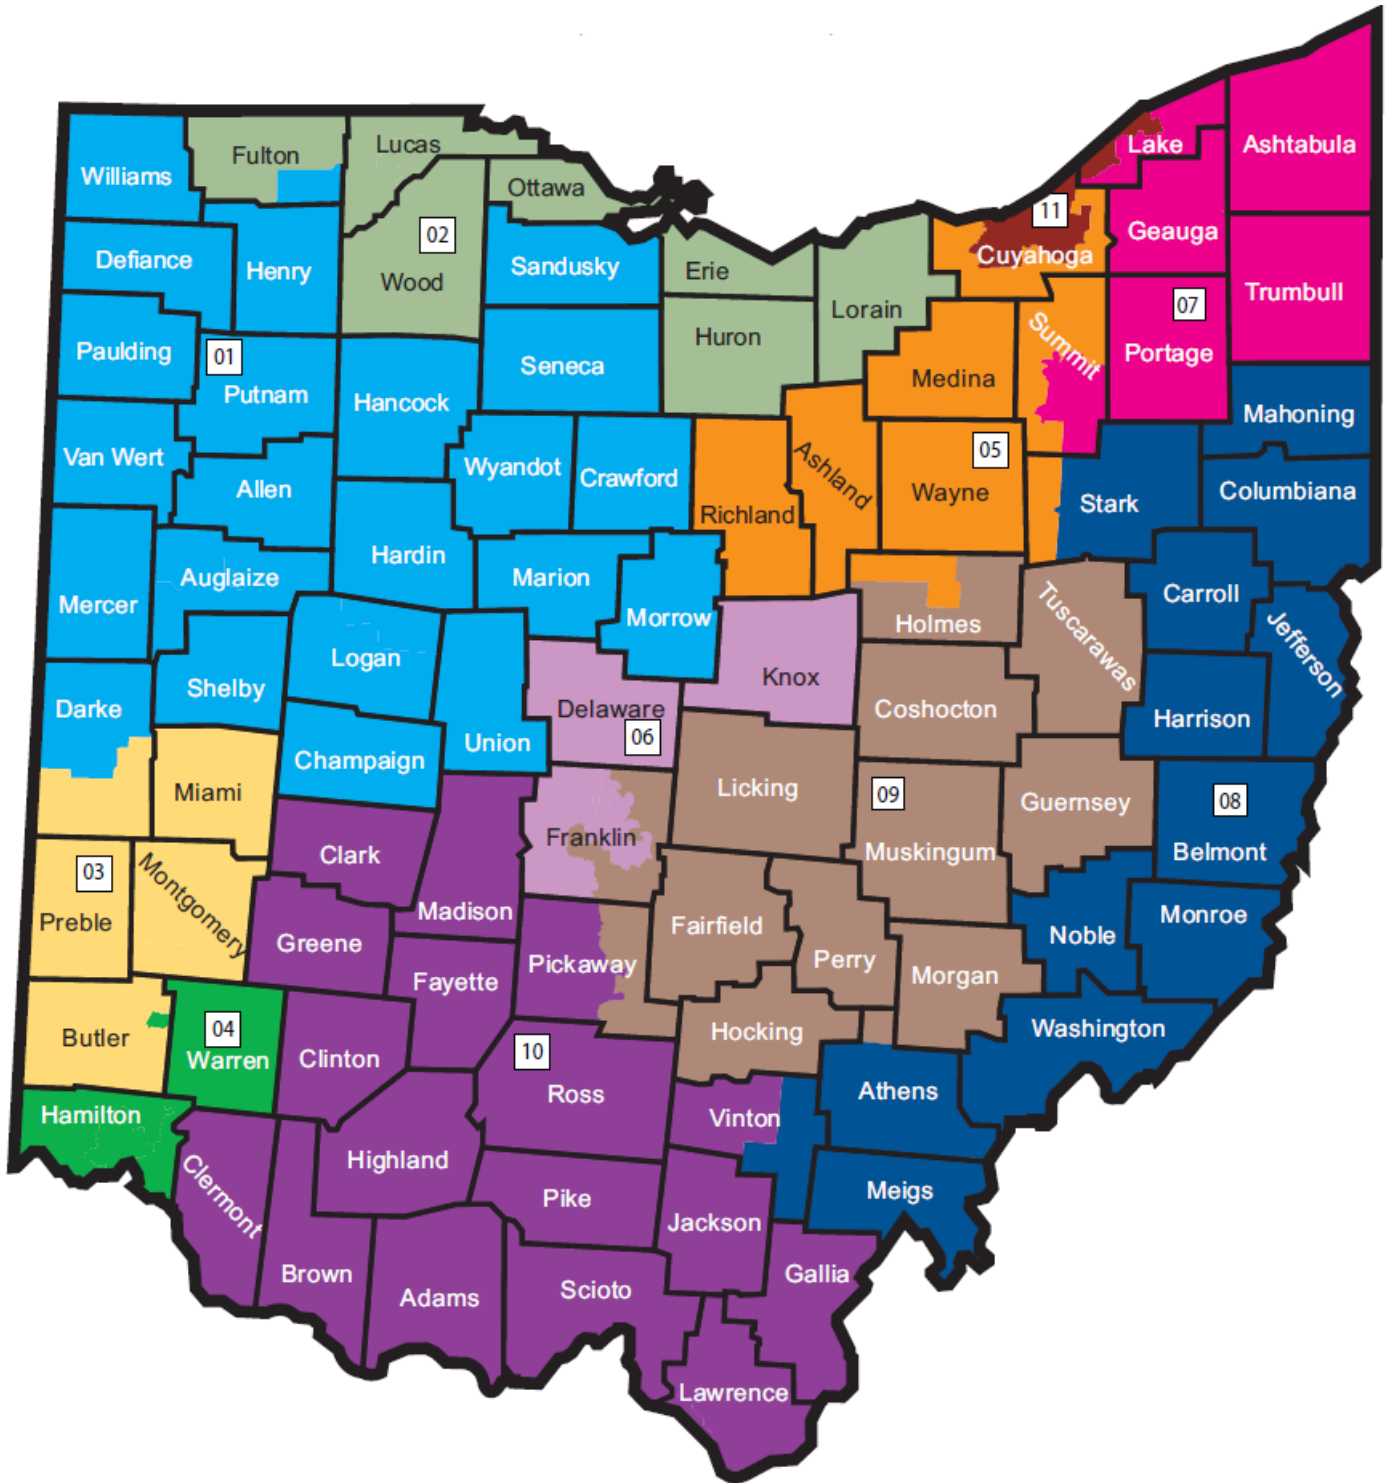 Lake
Ashtabula
Fulton
Lucas
Williams
Ottawa
11
Geauga
02
Cuyahoga
Defiance
Henry
Sandusky
Erie
Wood
Lorain
Trumbull
07
Huron
Summit
Portage
Paulding
01
Seneca
Putnam
Hancock
Medina
Mahoning
Van Wert
Wyandot
Crawford
Ashland
05
Allen
Wayne
Columbiana
Richland
Stark
Hardin
Auglaize
Marion
Mercer
Morrow
Holmes
Tuscarawas
Carroll
Jefferson
Logan
Shelby
Knox
Darke
Delaware
Coshocton
Harrison
06
Union
Champaign
Miami
Licking
09
Guernsey
08
Franklin
Clark
Muskingum
Belmont
03
Montgomery
Madison
Preble
Fairfield
Monroe
Greene
Noble
Pickaway
Perry
Fayette
Morgan
04
Butler
Warren
Clinton
Hocking
Washington
10
Ross
Athens
Hamilton
Vinton
Highland
Clermont
Pike
Meigs
Jackson
Brown
Gallia
Adams
Scioto
Lawrence